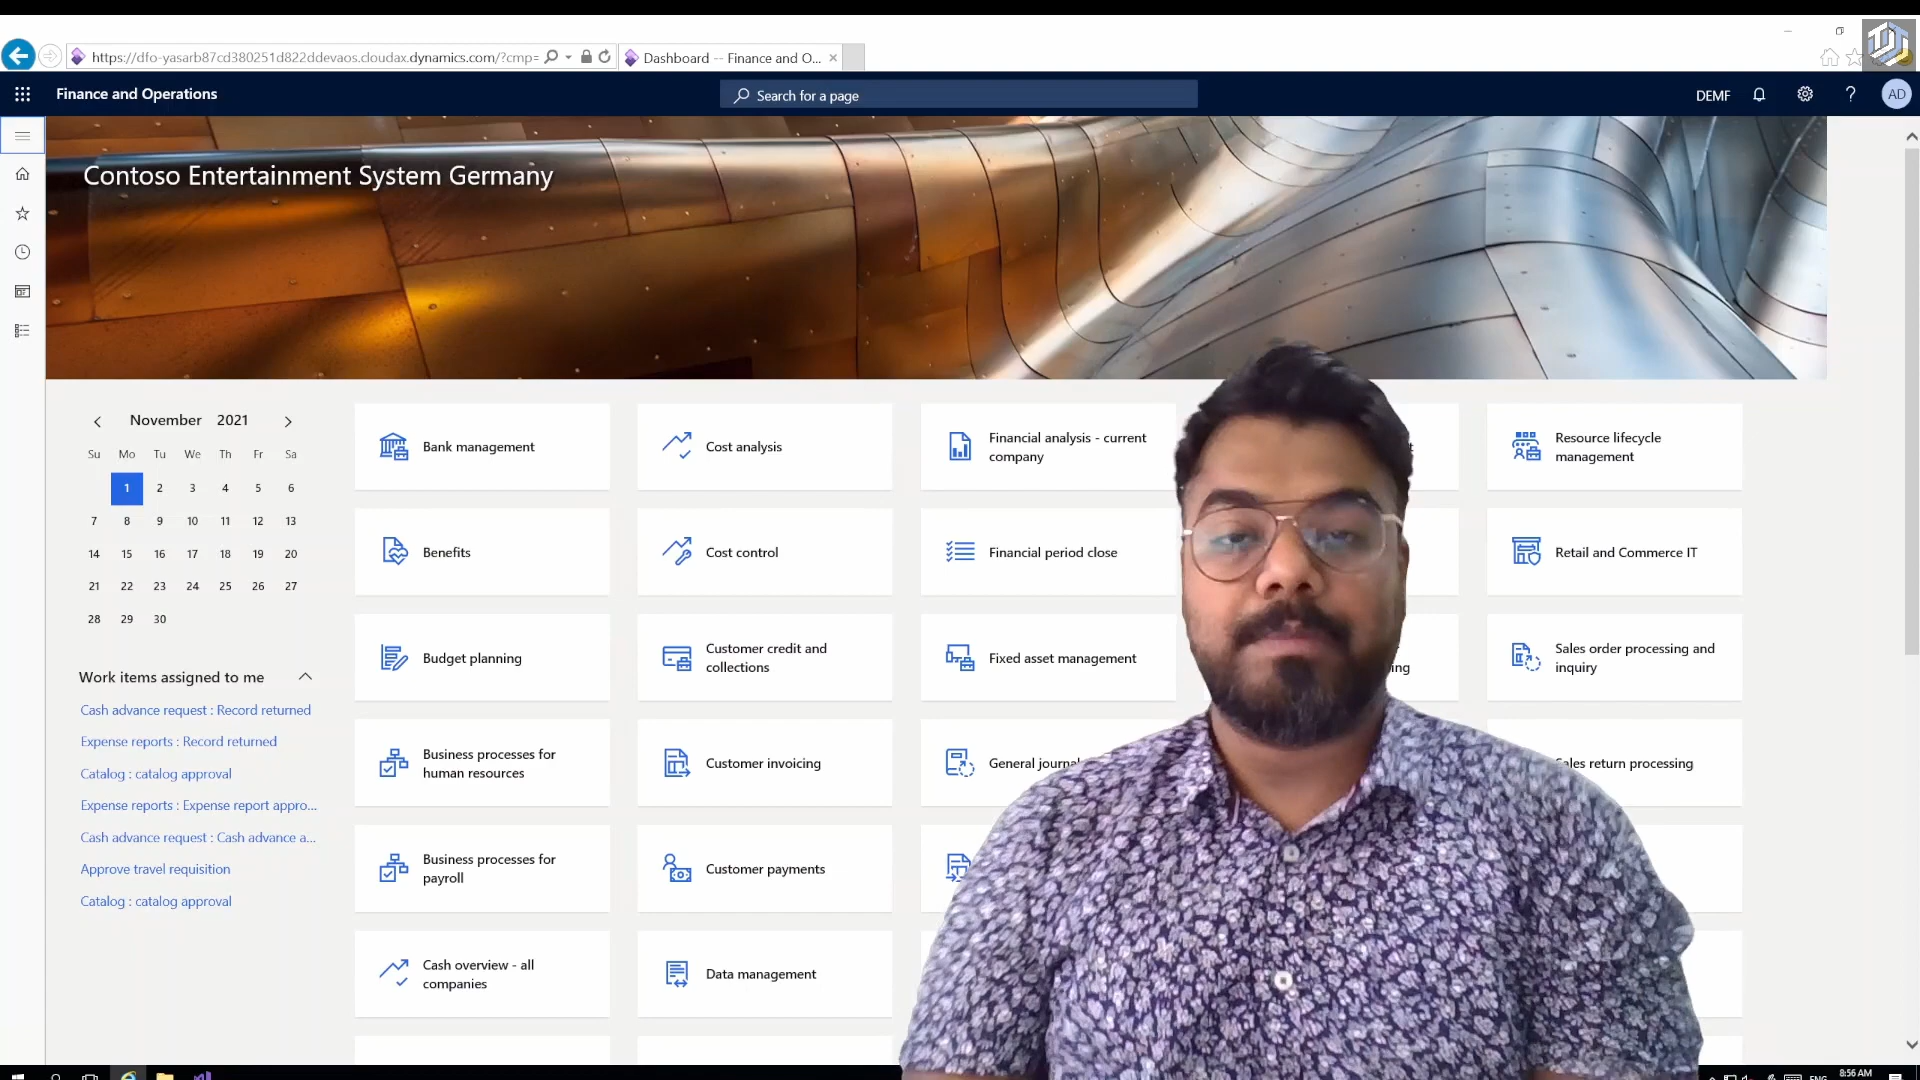 https://dfo-yasarb87cd380251d822ddevaos.cloudax.dynamics.com/?cmp=
Dashboard -- Finance and O...
Finance and Operations
Search for a page
DEMF
AD
Contoso Entertainment System Germany
November 2021
Su Mo Tu We Th Fr Sa
1 2 3 4 5 6
7 8 9 10 11 12 13
14 15 16 17 18 19 20
21 22 23 24 25 26 27
28 29 30
Work items assigned to me
Cash advance request : Record returned
Expense reports : Record returned
Catalog : catalog approval
Expense reports : Expense report appro...
Cash advance request : Cash advance a...
Approve travel requisition
Catalog : catalog approval
Bank management
Benefits
Budget planning
Business processes for
human resources
Business processes for
payroll
Cash overview - all
companies
Cost analysis
Cost control
Customer credit and
collections
Customer invoicing
Customer payments
Data management
Financial analysis - current
company
Financial period close
Fixed asset management
General journal
Resource lifecycle
management
Retail and Commerce IT
Sales order processing and
inquiry
Sales return processing
ENG
8:56 AM